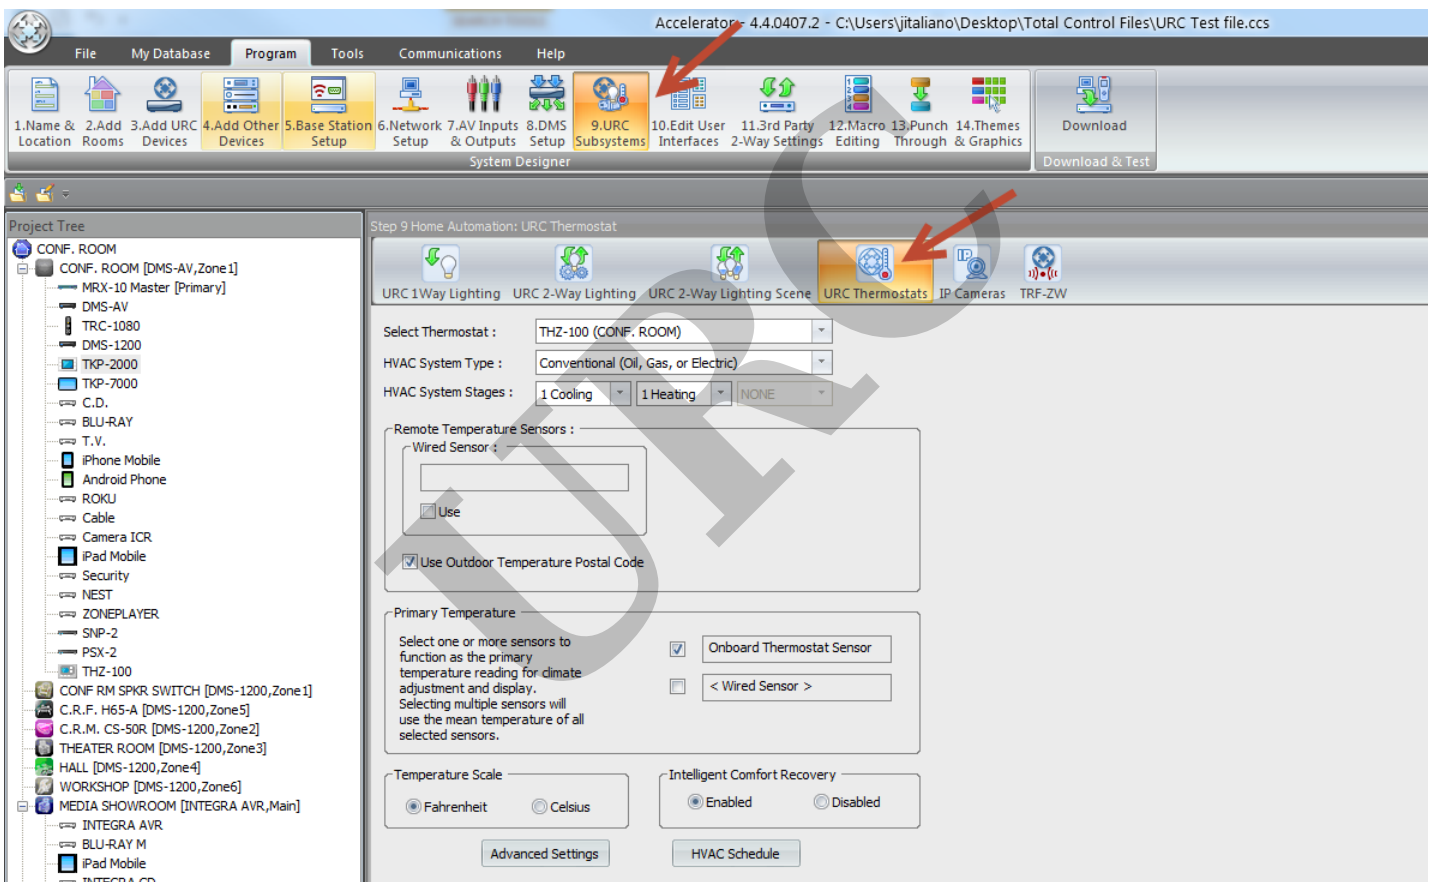 Accelerator - 4.4.0407.2 - C:\Users\jitaliano\Desktop\Total Control Files\URC Test file.ccs
File My Database Program Tools Communications Help
1.Name & Location
2.Add Rooms
3.Add URC Devices
4.Add Other Devices
5.Base Station Setup
6.Network Setup
7.AV Inputs & Outputs
8.DMS Setup
9.URC Subsystems
10.Edit User Interfaces
11.3rd Party 2-Way Settings
12.Macro Editing
13.Punch Through
14.Themes & Graphics
Download
System Designer
Download & Test
Project Tree
CONF. ROOM
CONF. ROOM [DMS-AV,Zone1]
MRX-10 Master [Primary]
DMS-AV
TRC-1080
DMS-1200
TKP-2000
TKP-7000
C.D.
BLU-RAY
T.V.
iPhone Mobile
Android Phone
ROKU
Cable
Camera ICR
iPad Mobile
Security
NEST
ZONEPLAYER
SNP-2
PSX-2
THZ-100
CONF RM SPKR SWITCH [DMS-1200,Zone1]
C.R.F. H65-A [DMS-1200,Zone5]
C.R.M. CS-50R [DMS-1200,Zone2]
THEATER ROOM [DMS-1200,Zone3]
HALL [DMS-1200,Zone4]
WORKSHOP [DMS-1200,Zone6]
MEDIA SHOWROOM [INTEGRA AVR,Main]
INTEGRA AVR
BLU-RAY M
iPad Mobile
INTEGRA CD
Step 9 Home Automation: URC Thermostat
URC 1Way Lighting URC 2-Way Lighting URC 2-Way Lighting Scene URC Thermostats IP Cameras TRF-ZW
Select Thermostat : THZ-100 (CONF. ROOM)
HVAC System Type : Conventional (Oil, Gas, or Electric)
HVAC System Stages : 1 Cooling 1 Heating NONE
Remote Temperature Sensors :
Wired Sensor :
Use
Use Outdoor Temperature Postal Code
Primary Temperature
Select one or more sensors to
function as the primary
temperature reading for climate
adjustment and display.
Selecting multiple sensors will
use the mean temperature of all
selected sensors.
Onboard Thermostat Sensor
< Wired Sensor >
Temperature Scale
Fahrenheit Celsius
Intelligent Comfort Recovery
Enabled Disabled
Advanced Settings HVAC Schedule
URC